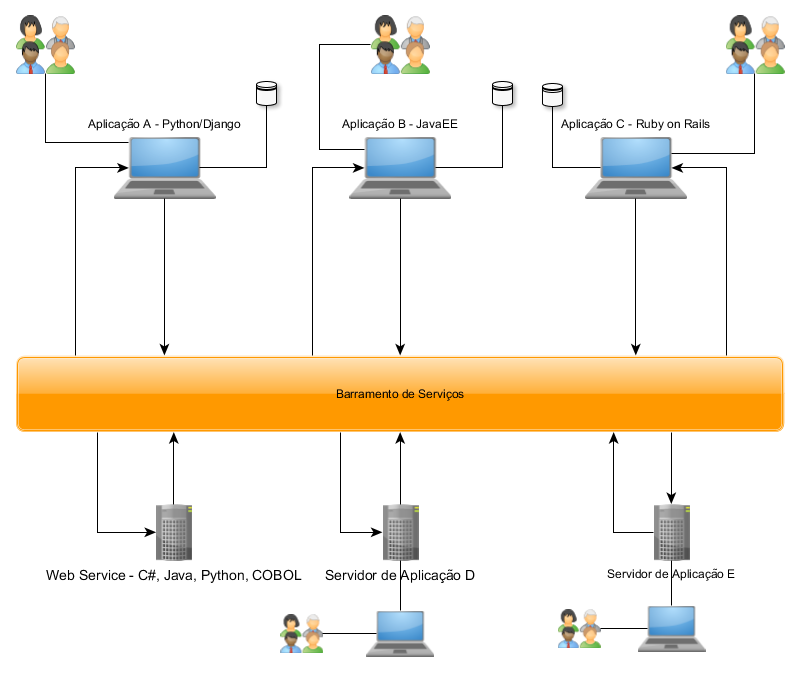 Aplicação A - Python/Django
Aplicação B - JavaEE
Aplicação C - Ruby on Rails
Barramento de Serviços
Web Service - C#, Java, Python, COBOL
Servidor de Aplicação D
Servidor de Aplicação E